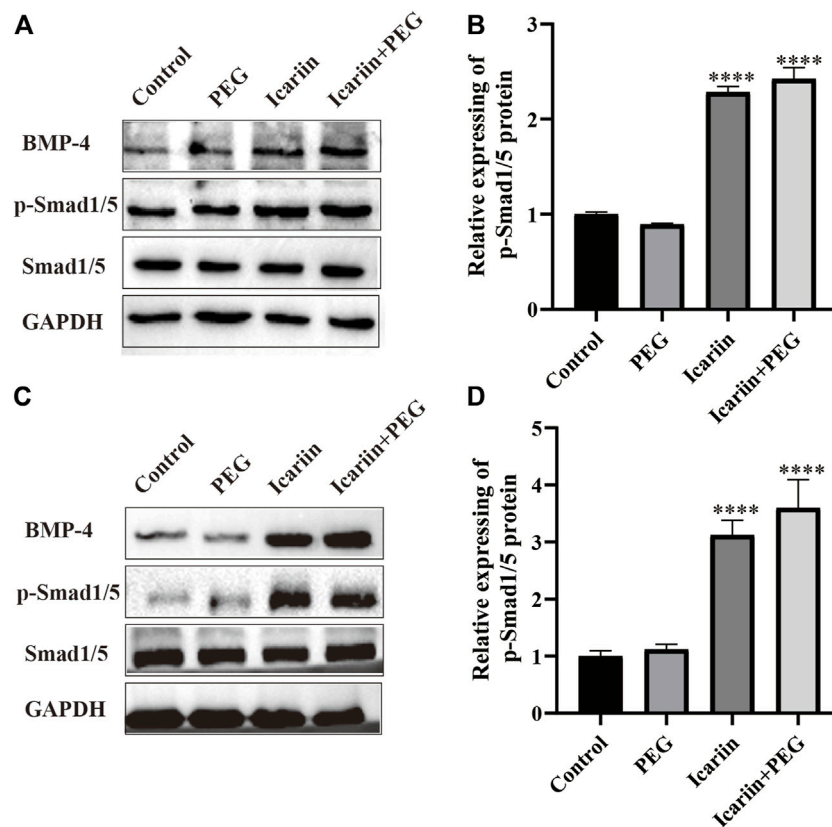 A
Control
PEG
Icariin
Icariin+PEG
BMP-4
p-Smad1/5
Smad1/5
GAPDH
B
Relative expressing of
p-Smad1/5 protein
3
2
1
0
****
****
Control
PEG
Icariin
Icariin+PEG
C
Control
PEG
Icariin
Icariin+PEG
BMP-4
p-Smad1/5
Smad1/5
GAPDH
D
Relative expressing of
p-Smad1/5 protein
5
4
3
2
1
0
****
****
Control
PEG
Icariin
Icariin+PEG